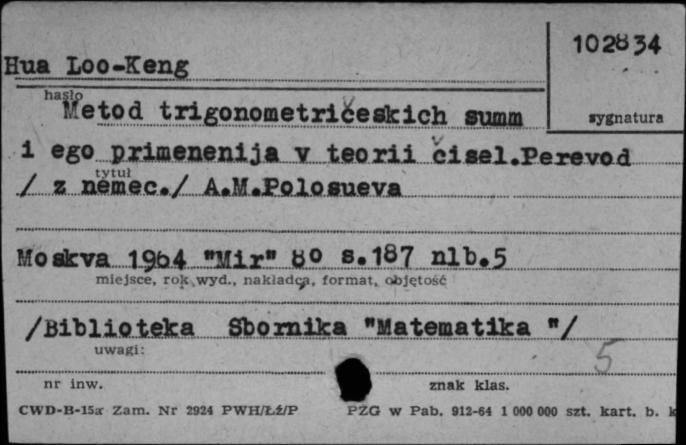 102834
Hua Loo-Keng
hasło
Metod trigonometričeskich summ
sygnatura
i ego primenenija v teorii čisel.Perevod
tytuł
/ z nemec./ A.M.Polosueva
Moskva 1964 "Mir" 8o s.187 nlb.5
miejsce, rok wyd., nakładca, format, objętość
/Biblioteka Sbornika "Matematika "/
uwagi:
5
nr inw. znak klas.
CWD-B-15a Zam. Nr 2924 PWH/Łź/P PZG w Pab. 912-64 1 000 000 szt. kart. b. k